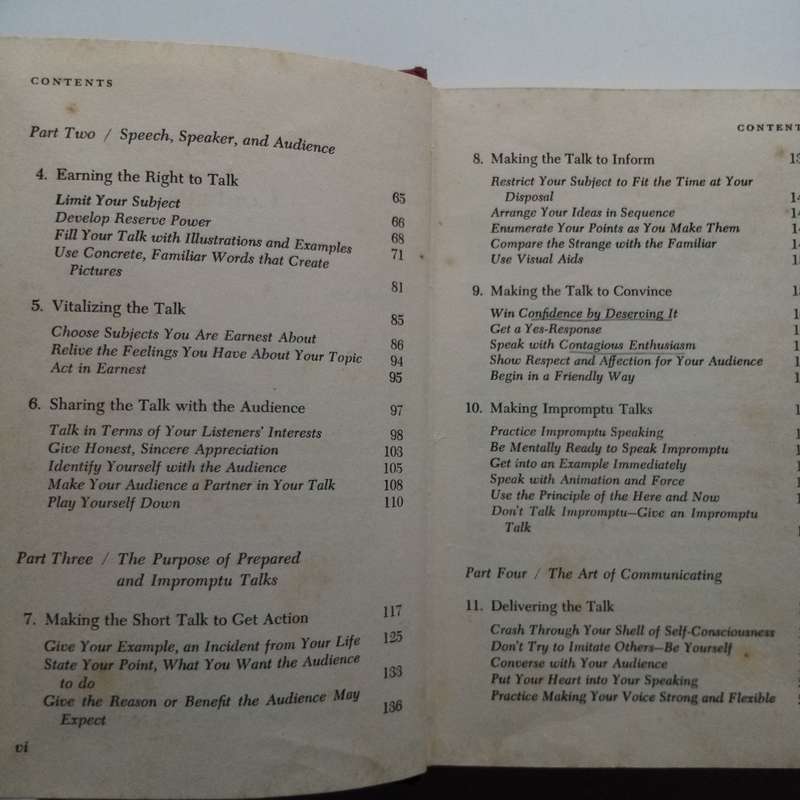 CONTENTS
Part Two / Speech, Speaker, and Audience
4. Earning the Right to Talk 65
Limit Your Subject 66
Develop Reserve Power 68
Fill Your Talk with Illustrations and Examples 71
Use Concrete, Familiar Words that Create
Pictures 81
5. Vitalizing the Talk 85
Choose Subjects You Are Earnest About 86
Relive the Feelings You Have About Your Topic 94
Act in Earnest 95
6. Sharing the Talk with the Audience 97
Talk in Terms of Your Listeners' Interests 98
Give Honest, Sincere Appreciation 103
Identify Yourself with the Audience 105
Make Your Audience a Partner in Your Talk 108
Play Yourself Down 110
Part Three / The Purpose of Prepared
and Impromptu Talks
7. Making the Short Talk to Get Action 117
Give Your Example, an Incident from Your Life 125
State Your Point, What You Want the Audience
to do 133
Give the Reason or Benefit the Audience May
Expect 136
vi
CONTENT
8. Making the Talk to Inform
Restrict Your Subject to Fit the Time at Your
Disposal
Arrange Your Ideas in Sequence
Enumerate Your Points as You Make Them
Compare the Strange with the Familiar
Use Visual Aids
9. Making the Talk to Convince
Win Confidence by Deserving It
Get a Yes-Response
Speak with Contagious Enthusiasm
Show Respect and Affection for Your Audience
Begin in a Friendly Way
10. Making Impromptu Talks
Practice Impromptu Speaking
Be Mentally Ready to Speak Impromptu
Get into an Example Immediately
Speak with Animation and Force
Use the Principle of the Here and Now
Don't Talk Impromptu—Give an Impromptu
Talk
Part Four / The Art of Communicating
11. Delivering the Talk
Crash Through Your Shell of Self-Consciousness
Don't Try to Imitate Others—Be Yourself
Converse with Your Audience
Put Your Heart into Your Speaking
Practice Making Your Voice Strong and Flexible